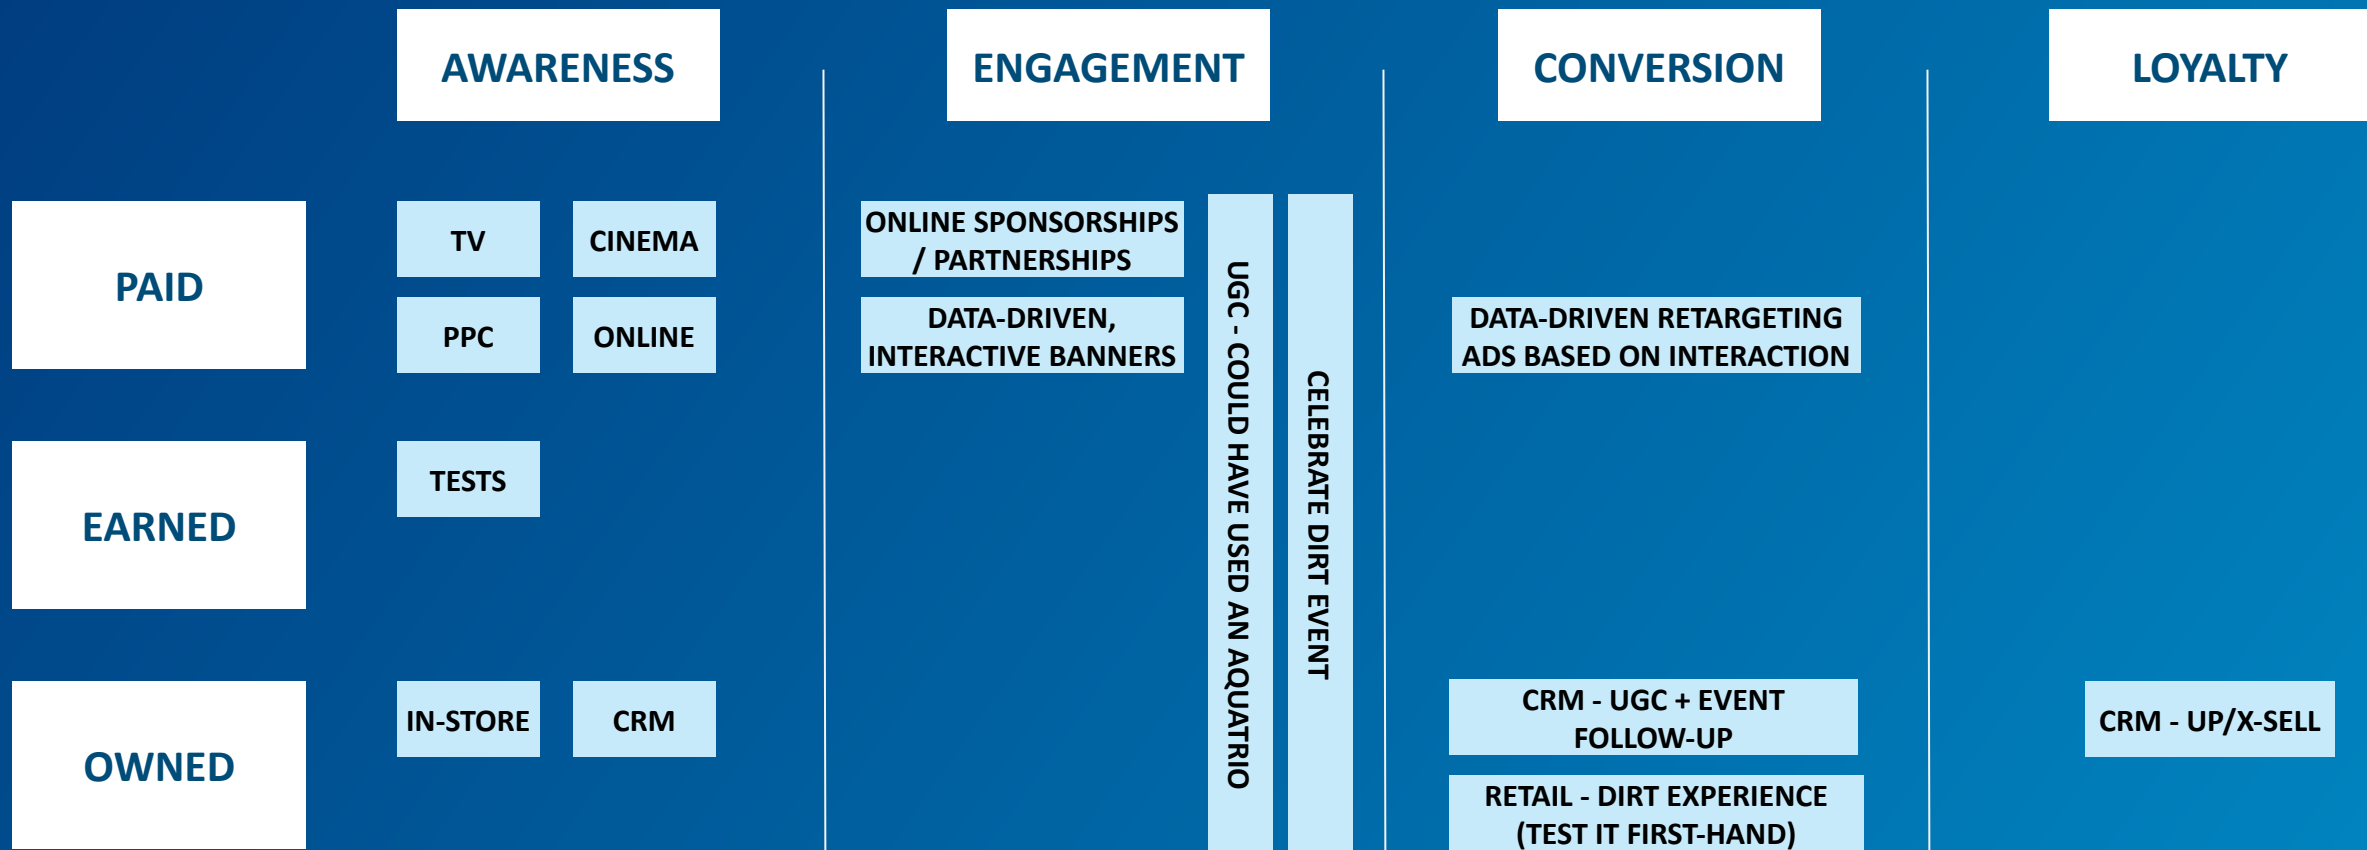 AWARENESS
ENGAGEMENT
CONVERSION
LOYALTY
PAID
TV
CINEMA
PPC
ONLINE
ONLINE SPONSORSHIPS
/ PARTNERSHIPS
DATA-DRIVEN,
INTERACTIVE BANNERS
UGC - COULD HAVE USED AN AQUATRIO
CELEBRATE DIRT EVENT
DATA-DRIVEN RETARGETING
ADS BASED ON INTERACTION
EARNED
TESTS
OWNED
IN-STORE
CRM
CRM - UGC + EVENT
FOLLOW-UP
RETAIL - DIRT EXPERIENCE
(TEST IT FIRST-HAND)
CRM - UP/X-SELL